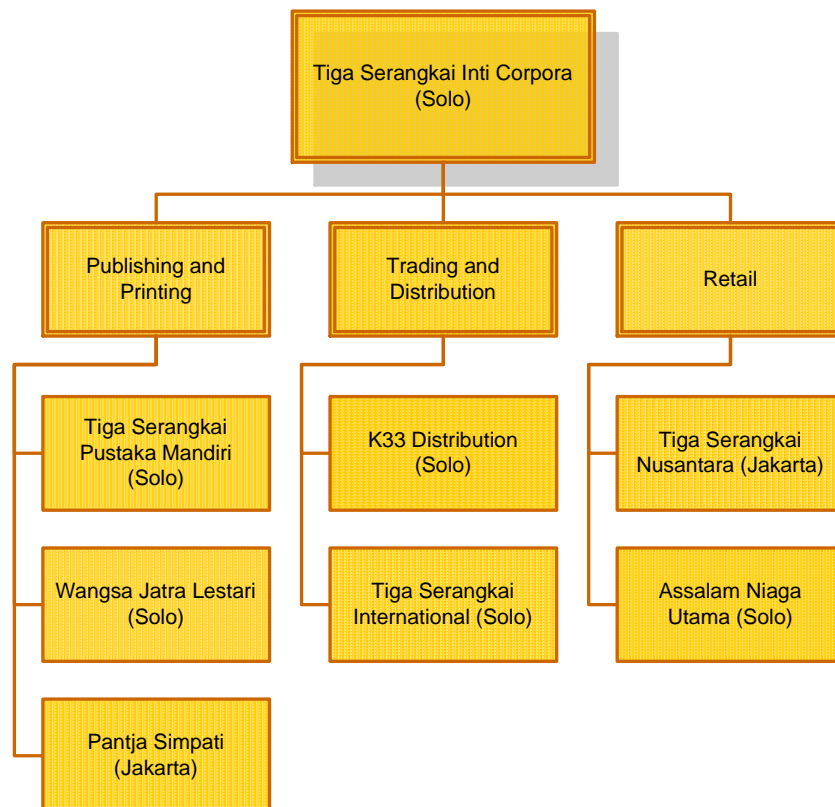 Tiga Serangkai Inti Corpora
(Solo)
Publishing and
Printing
Trading and
Distribution
Retail
Tiga Serangkai
Pustaka Mandiri
(Solo)
K33 Distribution
(Solo)
Tiga Serangkai
Nusantara (Jakarta)
Wangsa Jatra Lestari
(Solo)
Tiga Serangkai
International (Solo)
Assalam Niaga
Utama (Solo)
Pantja Simpati
(Jakarta)